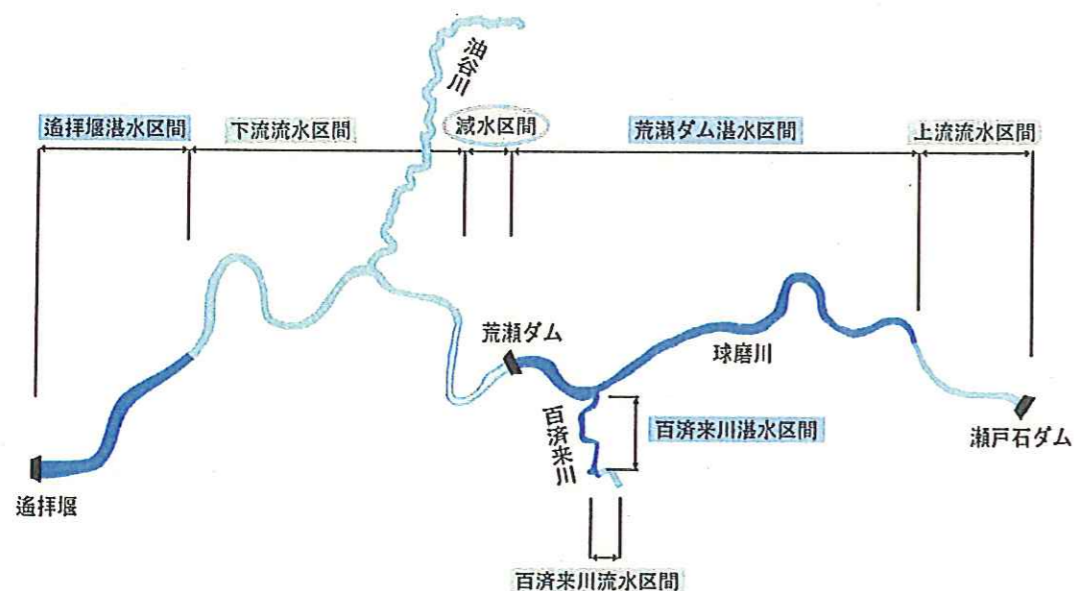 油谷川
遙拝堰湛水区間
下流流水区間
減水区間
荒瀬ダム湛水区間
上流流水区間
荒瀬ダム
球磨川
百済来川
百済来川湛水区間
瀬戸石ダム
遙拝堰
百済来川流水区間